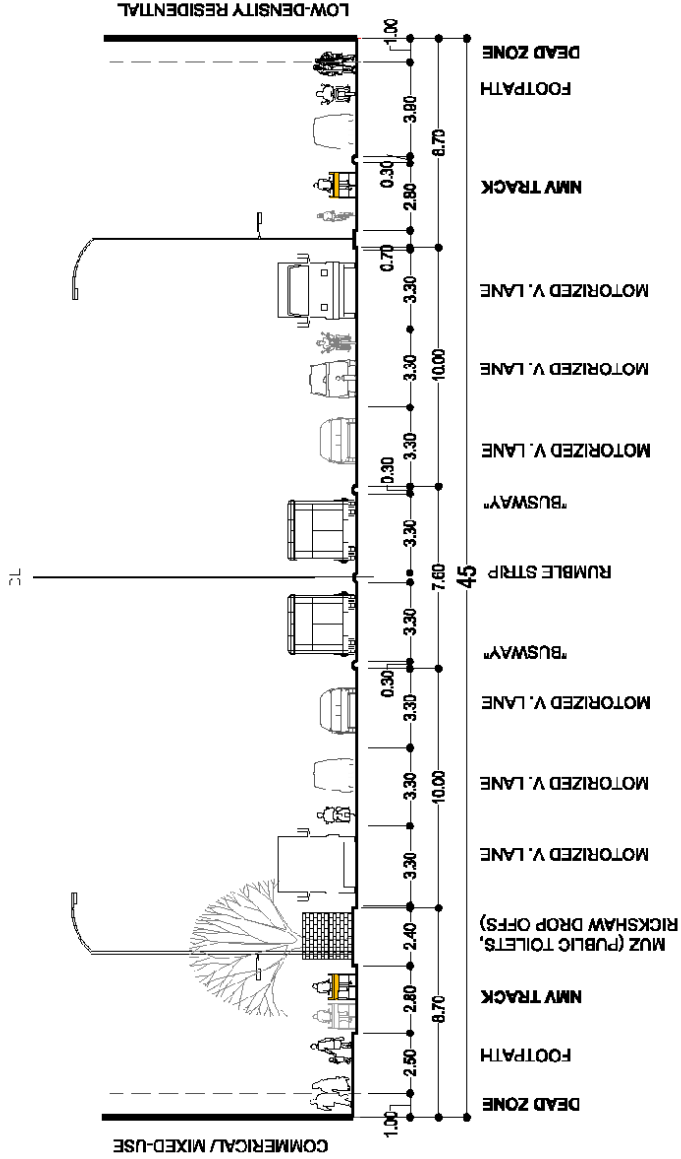 LOW-DENSITY RESIDENTIAL
DEAD ZONE
1.00
FOOTPATH
3.90
8.70
0.30
NMV TRACK
2.80
0.70
MOTORIZED V. LANE
3.30
MOTORIZED V. LANE
3.30
10.00
MOTORIZED V. LANE
3.30
0.30
"BUSWAY"
3.30
CL
RUMBLE STRIP
7.60
45
3.30
"BUSWAY"
0.30
MOTORIZED V. LANE
3.30
MOTORIZED V. LANE
3.30
10.00
MOTORIZED V. LANE
3.30
MUZ (PUBLIC TOILETS,
RICKSHAW DROP OFFS)
2.40
NMV TRACK
2.80
8.70
FOOTPATH
2.50
DEAD ZONE
1.00
COMMERICAL/ MIXED-USE